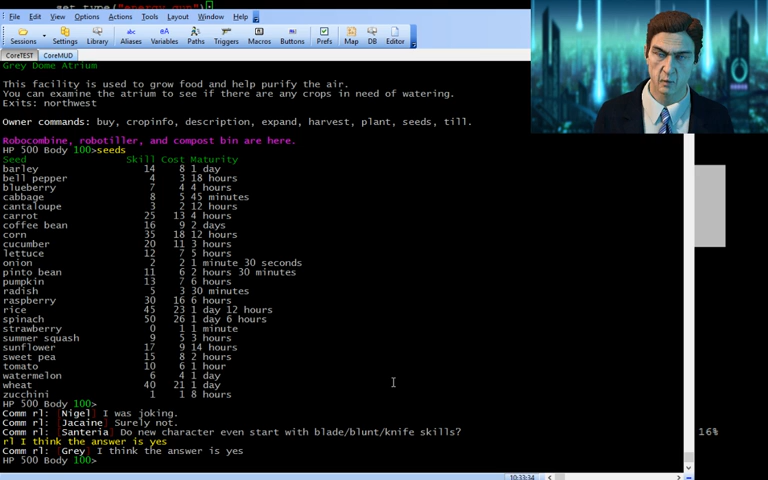 set_type("energy gun");
File Edit View Options Actions Tools Layout Window Help
Sessions Settings Library Aliases Variables Paths Triggers Macros Buttons Prefs Map DB Editor
CoreTEST CoreMUD
Grey Dome Atrium
This facility is used to grow food and help purify the air.
You can examine the atrium to see if there are any crops in need of watering.
Exits: northwest
Owner commands: buy, cropinfo, description, expand, harvest, plant, seeds, till.
Robocombine, robotiller, and compost bin are here.
HP 500 Body 100>seeds
Seed Skill Cost Maturity
barley 14 8 1 day
bell pepper 4 3 18 hours
blueberry 7 4 4 hours
cabbage 8 5 45 minutes
cantaloupe 3 2 12 hours
carrot 25 13 4 hours
coffee bean 16 9 2 days
corn 35 18 12 hours
cucumber 20 11 3 hours
lettuce 12 7 5 hours
onion 2 2 1 minute 30 seconds
pinto bean 11 6 2 hours 30 minutes
pumpkin 13 7 6 hours
radish 5 3 30 minutes
raspberry 30 16 6 hours
rice 45 23 1 day 12 hours
spinach 50 26 1 day 6 hours
strawberry 0 1 1 minute
summer squash 9 5 3 hours
sunflower 17 9 14 hours
sweet pea 15 8 2 hours
tomato 10 6 1 hour
watermelon 6 4 1 day
wheat 40 21 1 day
zucchini 1 1 8 hours
HP 500 Body 100>
Comm rl: [Nigel] I was joking.
Comm rl: [Jacaine] Surely not.
Comm rl: [Santeria] Do new character even start with blade/blunt/knife skills?
rl I think the answer is yes
Comm rl: [Grey] I think the answer is yes
HP 500 Body 100>
16%
10:33:34